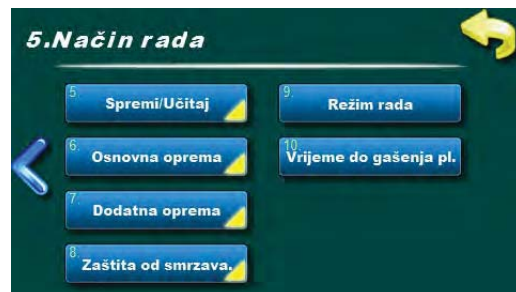 5.Način rada
5.
Spremi/Učitaj
6.
Osnovna oprema
7.
Dodatna oprema
8.
Zaštita od smrzava.
9.
Režim rada
10.
Vrijeme do gašenja pl.